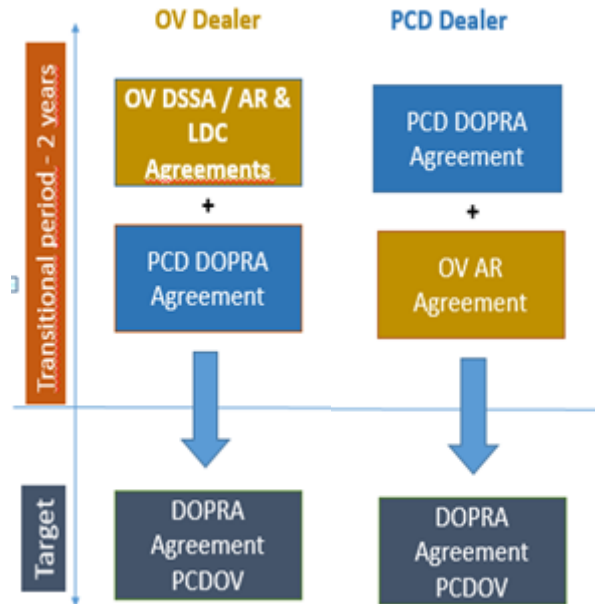 OV Dealer
PCD Dealer
Transitional period - 2 years
OV DSSA / AR &
LDC
Agreements
+
PCD DOPRA
Agreement
PCD DOPRA
Agreement
+
OV AR
Agreement
Target
DOPRA
Agreement
PCDOV
DOPRA
Agreement
PCDOV